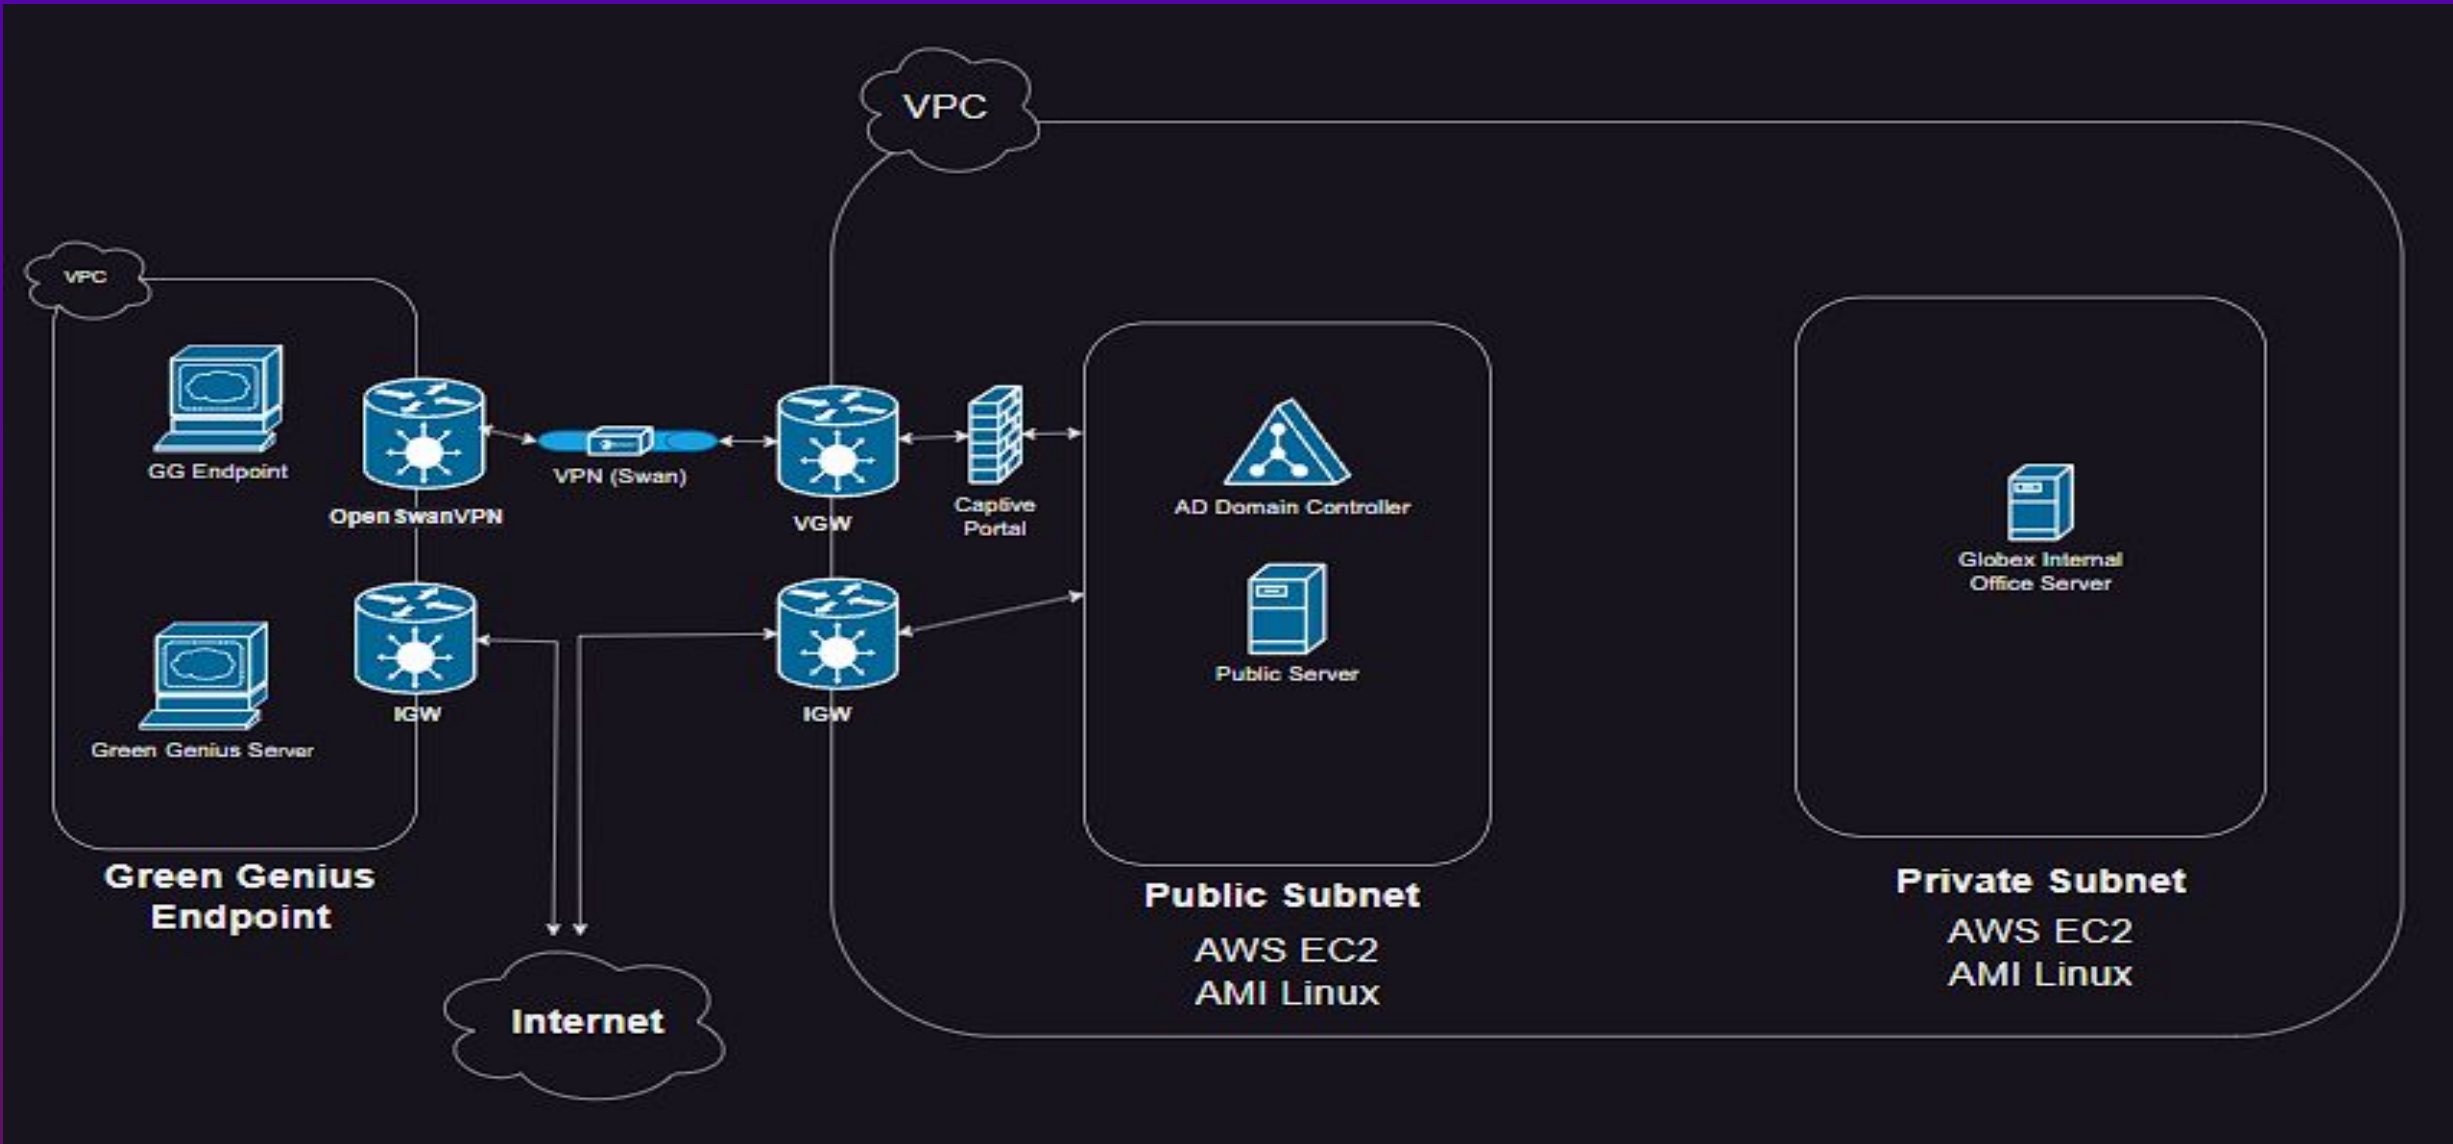 VPC
VPC
GG Endpoint
Open SwanVPN
VPN (Swan)
VGW
Captive
Portal
AD Domain Controller
Globex Internal
Office Server
Public Server
IGW
IGW
Green Genius Server
Green Genius
Endpoint
Public Subnet
AWS EC2
AMI Linux
Private Subnet
AWS EC2
AMI Linux
Internet